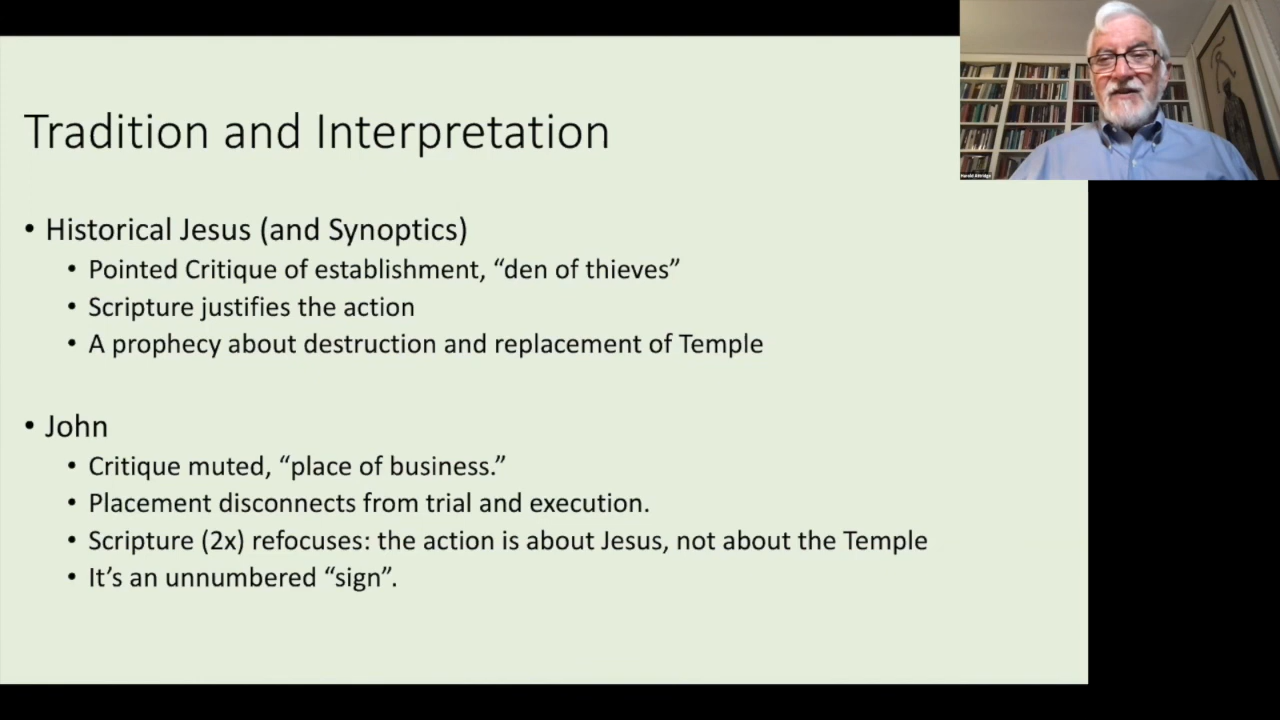 Tradition and Interpretation
• Historical Jesus (and Synoptics)
• Pointed Critique of establishment, “den of thieves”
• Scripture justifies the action
• A prophecy about destruction and replacement of Temple
• John
• Critique muted, “place of business.”
• Placement disconnects from trial and execution.
• Scripture (2x) refocuses: the action is about Jesus, not about the Temple
• It’s an unnumbered “sign”.
Harold Attridge